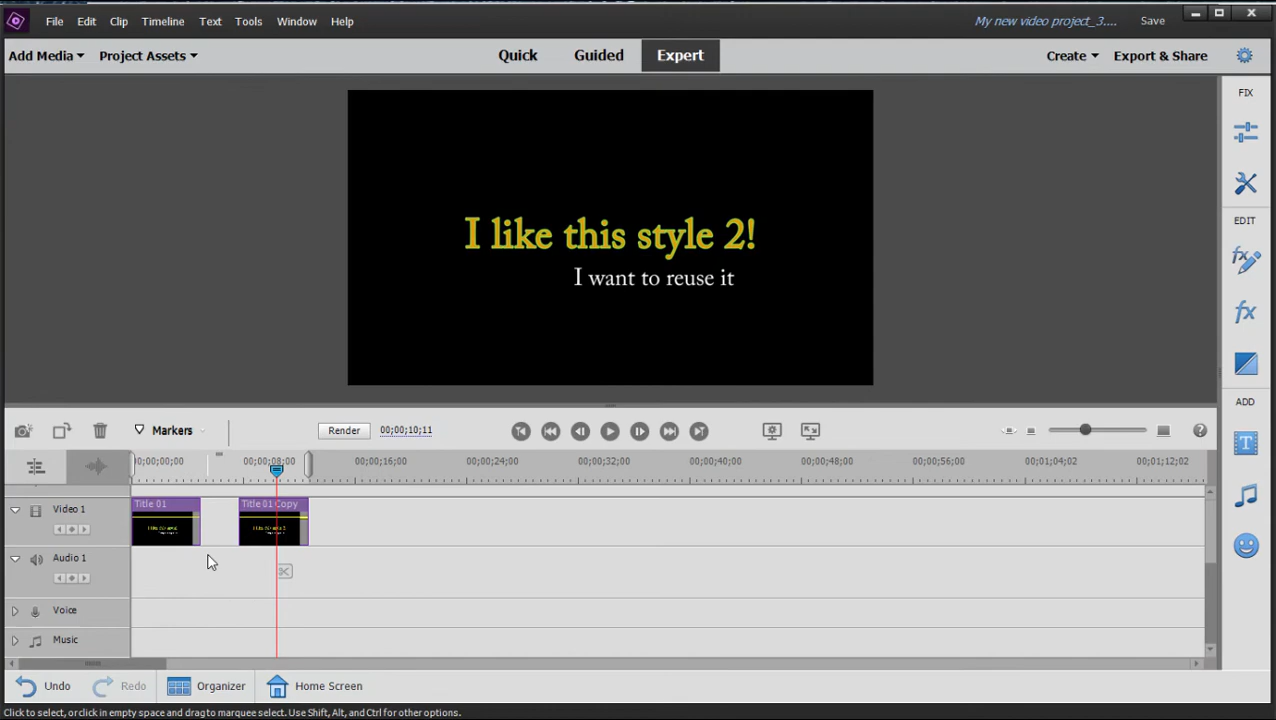 File Edit Clip Timeline Text Tools Window Help My new video project_3.... Save
Add Media Project Assets Quick Guided Expert Create Export & Share
FIX
I like this style 2!
I want to reuse it
EDIT
ADD
Markers Render 00;00;10;11
00;00;00;00 00;00;08;00 00;00;16;00 00;00;24;00 00;00;32;00 00;00;40;00 00;00;48;00 00;00;56;00 00;01;04;02 00;01;12;02
Video 1 Title 01 Title 01 Copy
Audio 1
Voice
Music
Undo Redo Organizer Home Screen
Click to select, orclick in empty space and dragto marquee select. Use Shift, Alt, and Ctrl for other options.